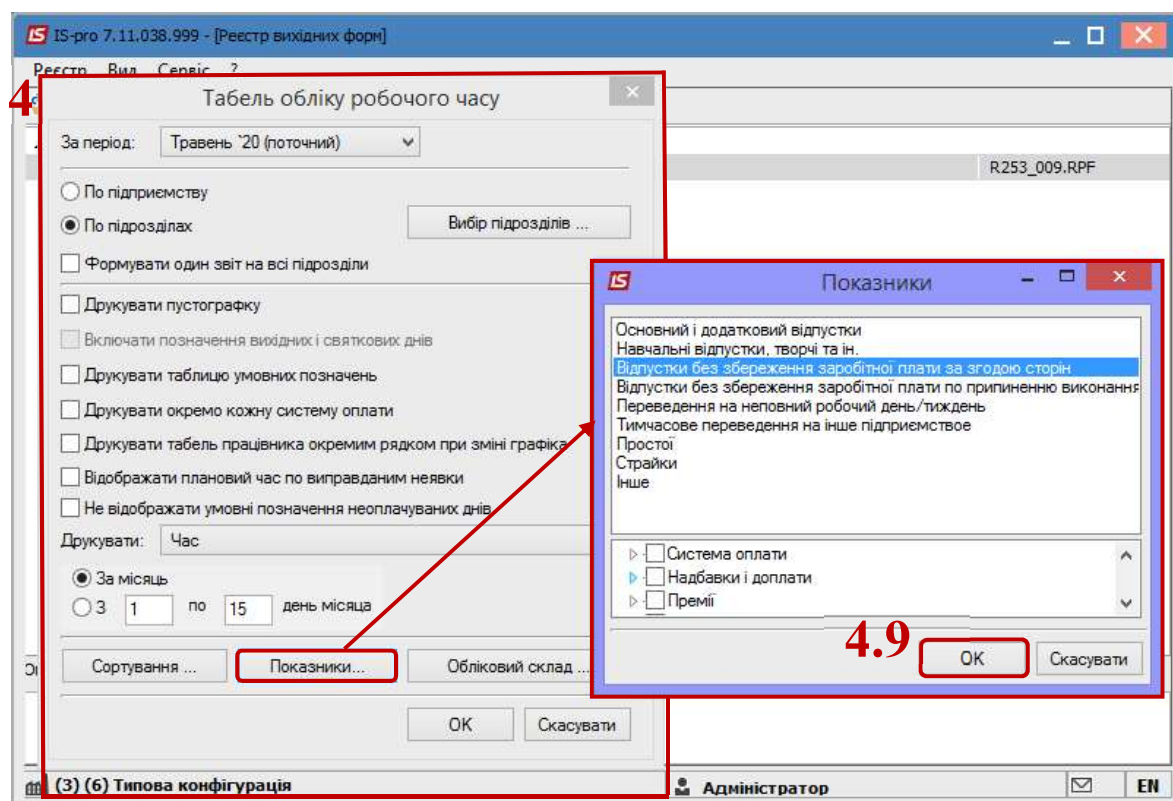 IS-pro 7.11.038.999 - [Реєстр вихідних форм]
Реєстр Вид Сервіс ?
4
Табель обліку робочого часу
За період: Травень `20 (поточний)
R253_009.RPF
По підприємству
По підрозділах Вибір підрозділів ...
Формувати один звіт на всі підрозділи
Друкувати пустографку
Включати позначення вихідних і святкових днів
Друкувати таблицю умовних позначень
Друкувати окремо кожну систему оплати
Друкувати табель працівника окремим рядком при зміні графіка
Відображати плановий час по виправданим неявки
Не відображати умовні позначення неоплачуваних днів
Друкувати: Час
За місяць
З 1 по 15 день місяца
Сортування ... Показники... Обліковий склад ...
OK Скасувати
Показники
Основний і додатковий відпустки
Навчальні відпустки, творчі та ін.
Відпустки без збереження заробітної плати за згодою сторін
Відпустки без збереження заробітної плати по припиненню виконання
Переведення на неповний робочий день/тиждень
Тимчасове переведення на інше підприємствое
Простої
Страйки
Інше
Система оплати
Надбавки і доплати
Премії
4.9
OK Скасувати
(3) (6) Типова конфігурація Адміністратор EN